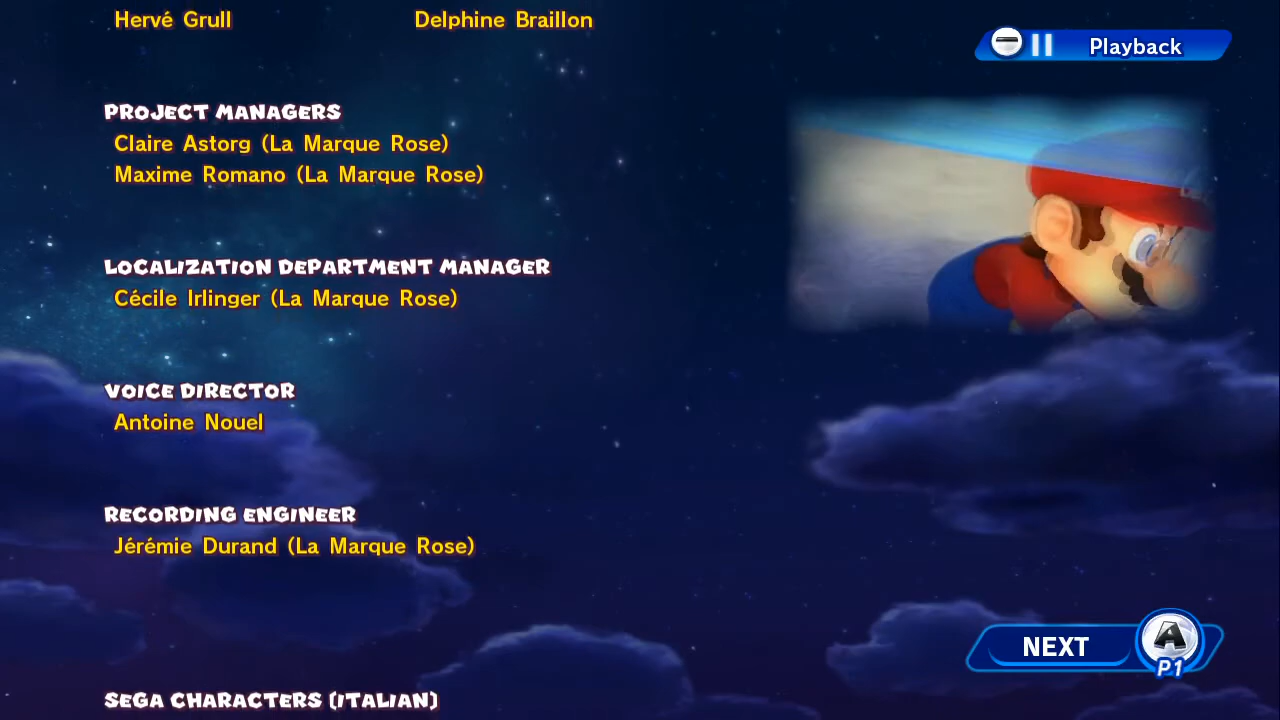 Hervé Grull Delphine Braillon
Playback
PROJECT MANAGERS
Claire Astorg (La Marque Rose)
Maxime Romano (La Marque Rose)
LOCALIZATION DEPARTMENT MANAGER
Cécile Irlinger (La Marque Rose)
VOICE DIRECTOR
Antoine Nouel
RECORDING ENGINEER
Jérémie Durand (La Marque Rose)
NEXT A
P1
SEGA CHARACTERS (ITALIAN)